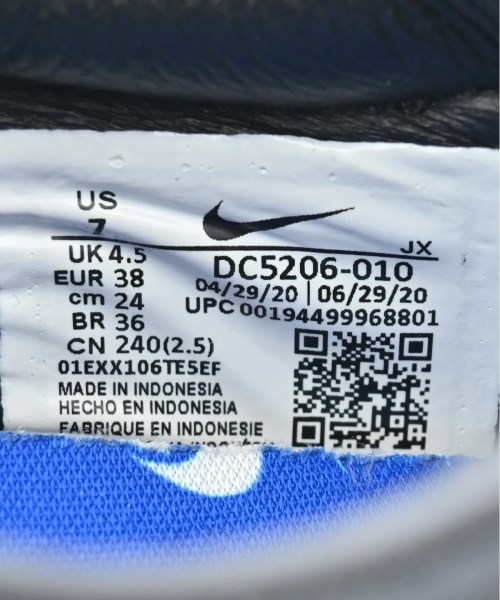 US
7
JX
UK 4.5
EUR 38
cm 24
BR 36
CN 240(2.5)
DC5206-010
04/29/20 | 06/29/20
UPC 00194499968801
01EXX106TE5EF
MADE IN INDONESIA
HECHO EN INDONESIA
FABRIQUE EN INDONESIE